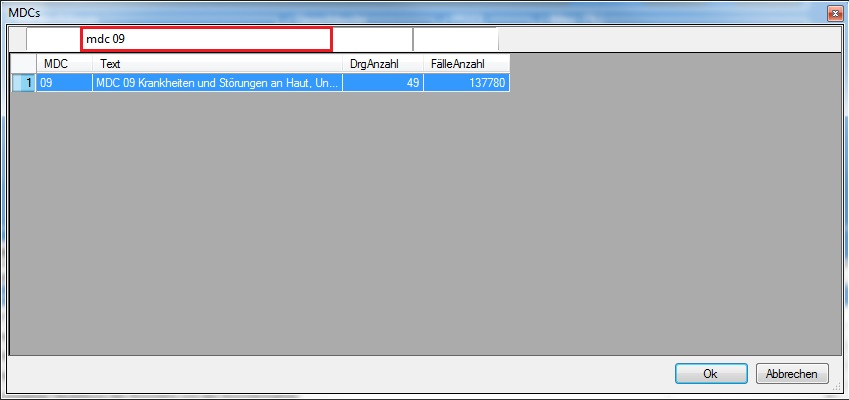 MDCs
mdc 09
MDC Text DrgAnzahl FälleAnzahl
1 09 MDC 09 Krankheiten und Störungen an Haut, Un... 49 137780
Ok Abbrechen